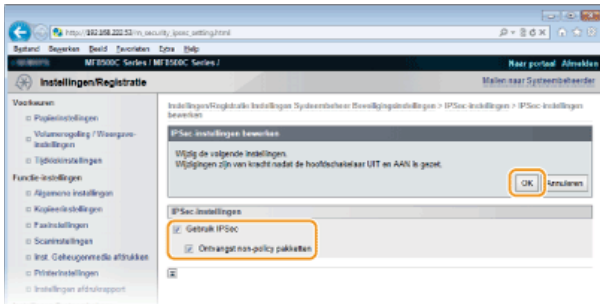 http://192.168.222.52/m_security_ipsec_setting.html
Bestand Bewerken Beeld Favorieten Extra Help
MF8500C Series / MF8500C Series /
Naar portaal Afmelden
Instellingen/Registratie
Mailen naar Systeembeheerder
Voorkeuren
Papierinstellingen
Volumeregeling / Weergave-instellingen
Tijdklokinstellingen
Functie-instellingen
Algemene instellingen
Kopieerinstellingen
Faxinstellingen
Scaninstellingen
Inst. Geheugenmedia afdrukken
Printerinstellingen
Instellingen afdrukrapport
Instellingen/Registratie: Instellingen Systeembeheer: Beveiligingsinstellingen > IPSec-instellingen > IPSec-instellingen bewerken
IPSec-instellingen bewerken
Wijzig de volgende instellingen.
Wijzigingen zijn van kracht nadat de hoofdschakelaar UIT en AAN is gezet.
OK
Annuleren
IPSec-instellingen
Gebruik IPSec
Ontvangst non-policy pakketten